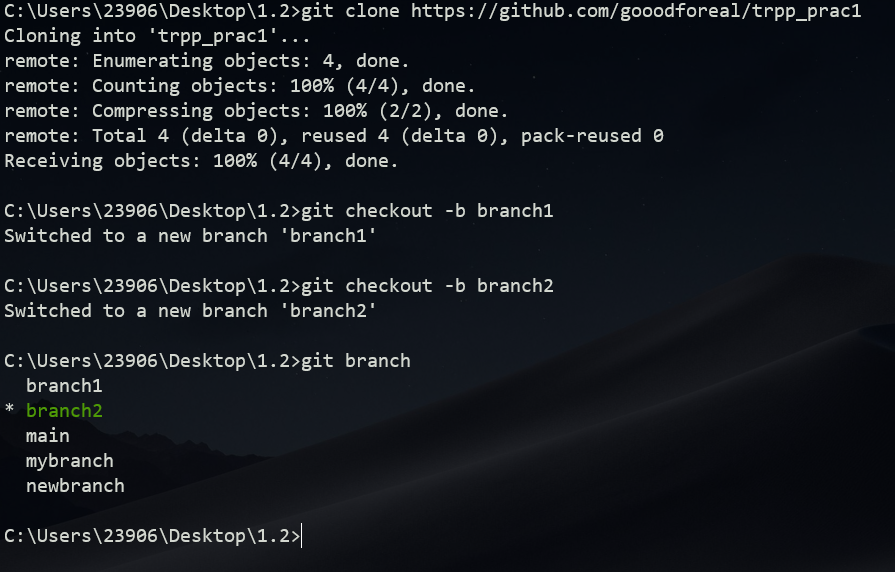 C:\Users\23906\Desktop\1.2>git clone https://github.com/gooodforeal/trpp_prac1
Cloning into 'trpp_prac1'...
remote: Enumerating objects: 4, done.
remote: Counting objects: 100% (4/4), done.
remote: Compressing objects: 100% (2/2), done.
remote: Total 4 (delta 0), reused 4 (delta 0), pack-reused 0
Receiving objects: 100% (4/4), done.
C:\Users\23906\Desktop\1.2>git checkout -b branch1
Switched to a new branch 'branch1'
C:\Users\23906\Desktop\1.2>git checkout -b branch2
Switched to a new branch 'branch2'
C:\Users\23906\Desktop\1.2>git branch
  branch1
* branch2
  main
  mybranch
  newbranch
C:\Users\23906\Desktop\1.2>